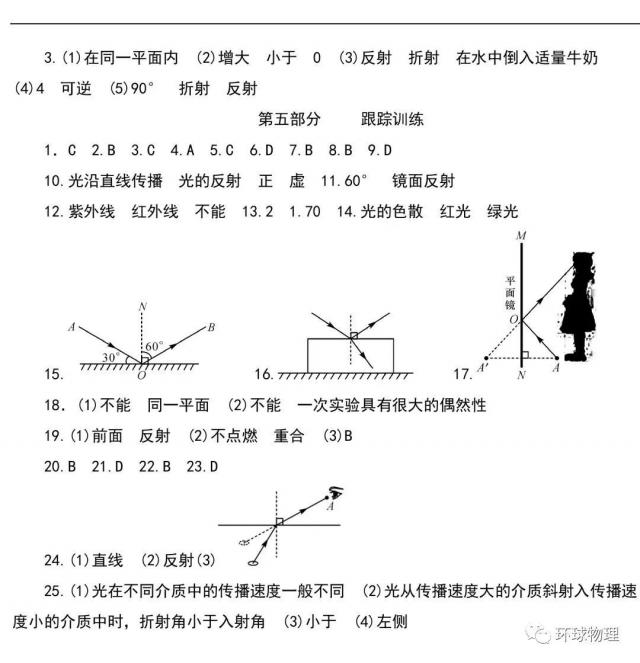 3.(1)在同一平面内 (2)增大 小于 0 (3)反射 折射 在水中倒入适量牛奶
(4)4 可逆 (5)90° 折射 反射
第五部分 跟踪训练
1. C 2.B 3.C 4.A 5.C 6.D 7.B 8.B 9.D
10.光沿直线传播 光的反射 正 虚 11.60° 镜面反射
12.紫外线 红外线 不能 13.2 1.70 14.光的色散 红光 绿光
N
A
B
30°
60°
O
15.
16.
M
平面镜
O
A′
N
A
17.
18.(1)不能 同一平面 (2)不能 一次实验具有很大的偶然性
19.(1)前面 反射 (2)不点燃 重合 (3)B
20.B 21.D 22.B 23.D
A
24.(1)直线 (2)反射(3)
25.(1)光在不同介质中的传播速度一般不同 (2)光从传播速度大的介质斜射入传播速
度小的介质中时，折射角小于入射角 (3)小于 (4)左侧
环球物理